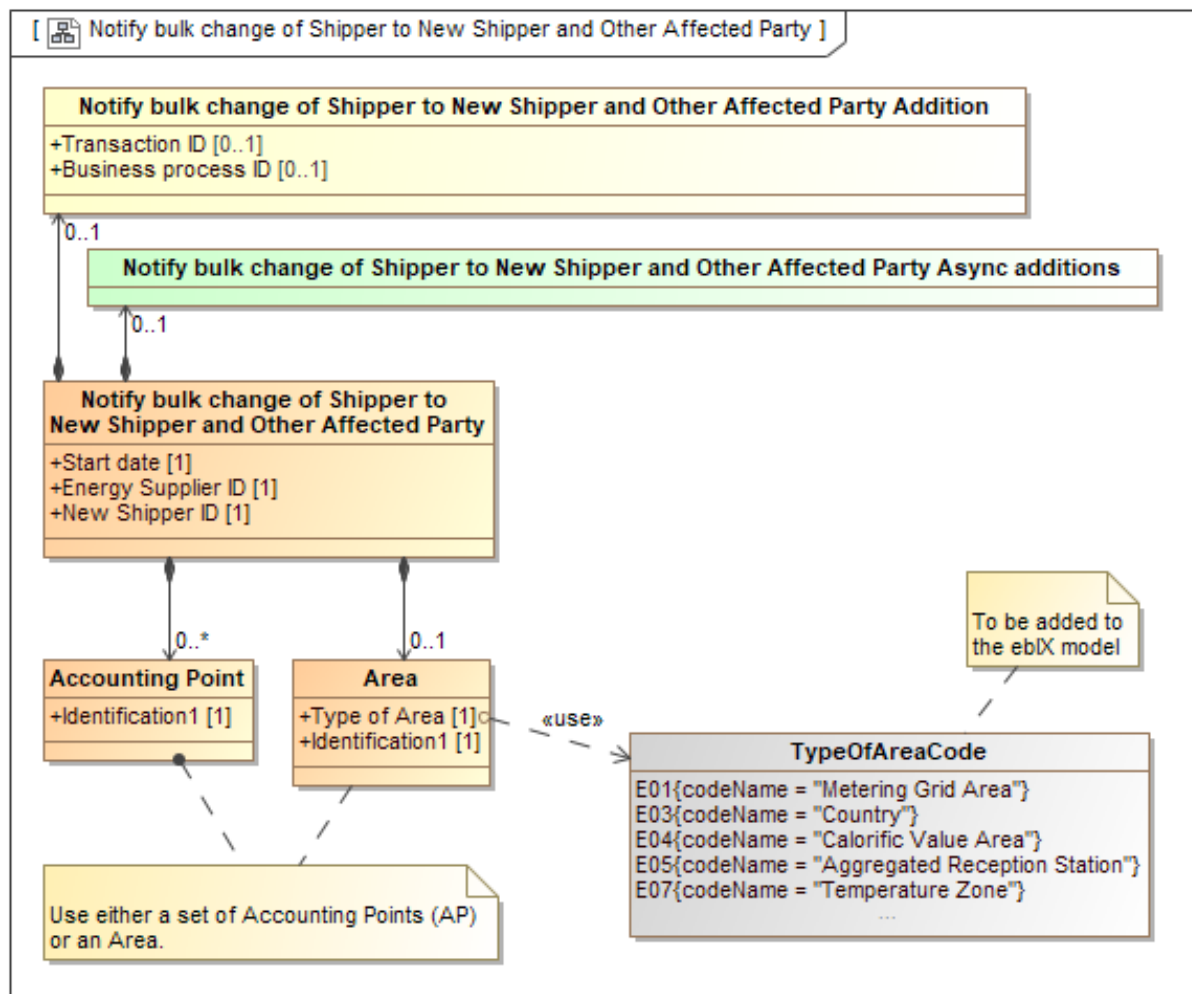 [ Notify bulk change of Shipper to New Shipper and Other Affected Party ]
Notify bulk change of Shipper to New Shipper and Other Affected Party Addition
+Transaction ID [0..1]
+Business process ID [0..1]
0..1
Notify bulk change of Shipper to New Shipper and Other Affected Party Async additions
0..1
Notify bulk change of Shipper to
New Shipper and Other Affected Party
+Start date [1]
+Energy Supplier ID [1]
+New Shipper ID [1]
0..*
0..1
Accounting Point
+Identification1 [1]
Area
+Type of Area [1]
+Identification1 [1]
«use»
To be added to
the ebIX model
TypeOfAreaCode
E01{codeName = "Metering Grid Area"}
E03{codeName = "Country"}
E04{codeName = "Calorific Value Area"}
E05{codeName = "Aggregated Reception Station"}
E07{codeName = "Temperature Zone"}
...
Use either a set of Accounting Points (AP)
or an Area.